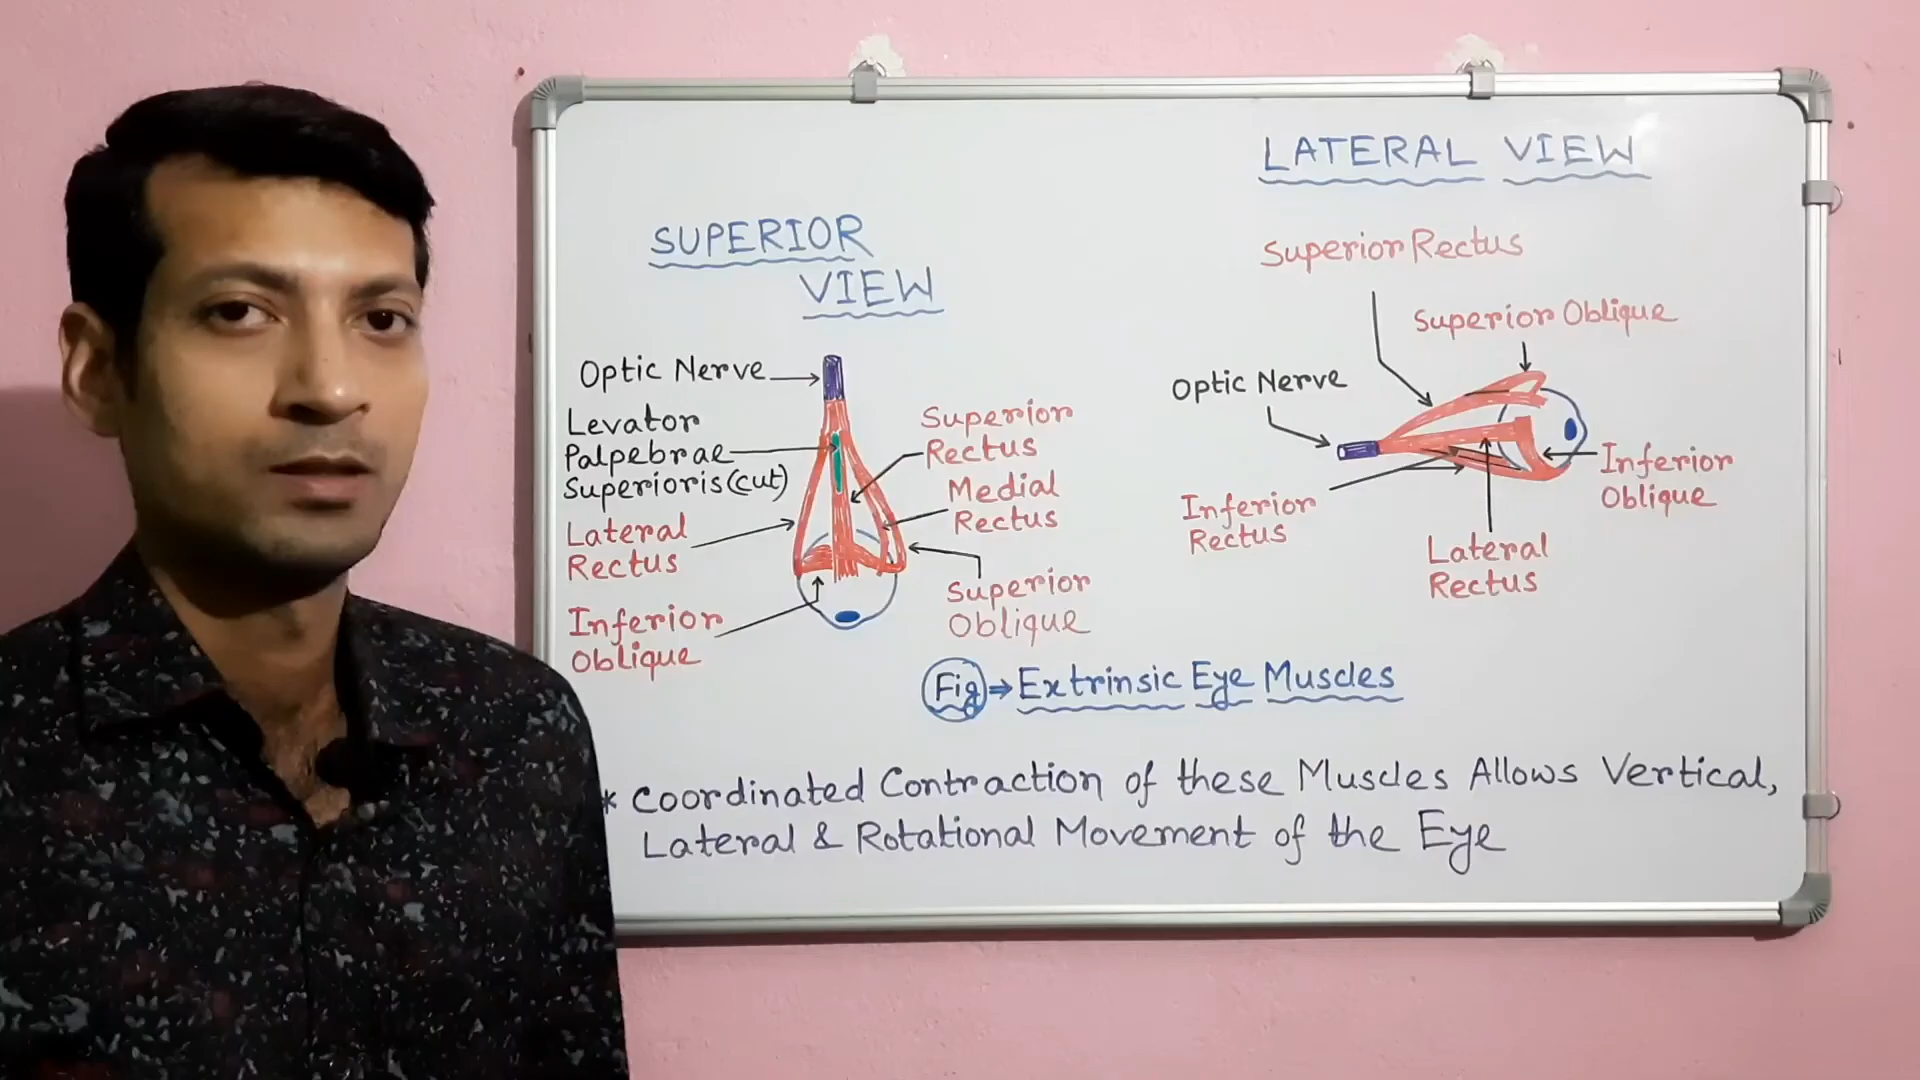 SUPERIOR
VIEW
Optic Nerve
Levator
Palpebrae
Superioris(cut)
Lateral
Rectus
Inferior
Oblique
Superior
Rectus
Medial
Rectus
Superior
Oblique
LATERAL VIEW
Superior Rectus
Superior Oblique
Optic Nerve
Inferior
Rectus
Lateral
Rectus
Inferior
Oblique
Fig. ⇒ Extrinsic Eye Muscles
* Coordinated Contraction of these Muscles Allows Vertical,
Lateral & Rotational Movement of the Eye